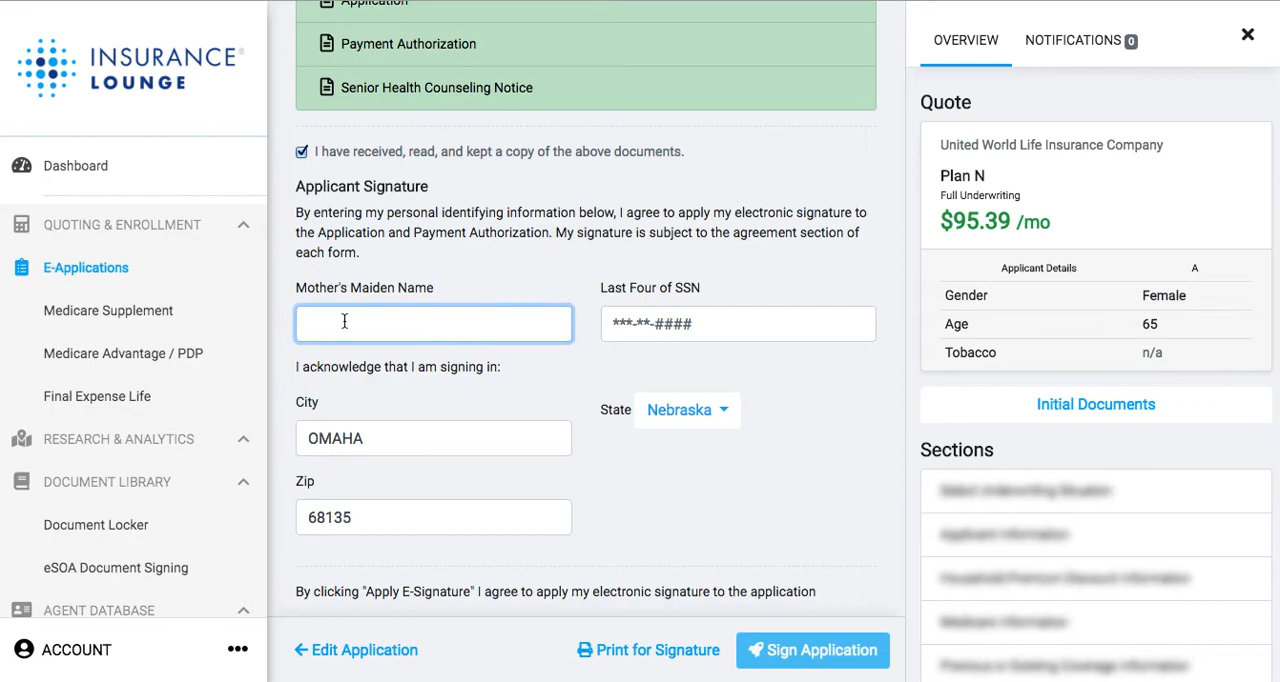 INSURANCE®
LOUNGE
Dashboard
QUOTING & ENROLLMENT
E-Applications
Medicare Supplement
Medicare Advantage / PDP
Final Expense Life
RESEARCH & ANALYTICS
DOCUMENT LIBRARY
Document Locker
eSOA Document Signing
AGENT DATABASE
ACCOUNT
Application
Payment Authorization
Senior Health Counseling Notice
I have received, read, and kept a copy of the above documents.
Applicant Signature
By entering my personal identifying information below, I agree to apply my electronic signature to
the Application and Payment Authorization. My signature is subject to the agreement section of
each form.
Mother's Maiden Name
Last Four of SSN
***-**-####
I acknowledge that I am signing in:
City
OMAHA
State Nebraska
Zip
68135
By clicking "Apply E-Signature" I agree to apply my electronic signature to the application
Edit Application
Print for Signature
Sign Application
OVERVIEW
NOTIFICATIONS 0
Quote
United World Life Insurance Company
Plan N
Full Underwriting
$95.39 /mo
Applicant Details A
Gender Female
Age 65
Tobacco n/a
Initial Documents
Sections